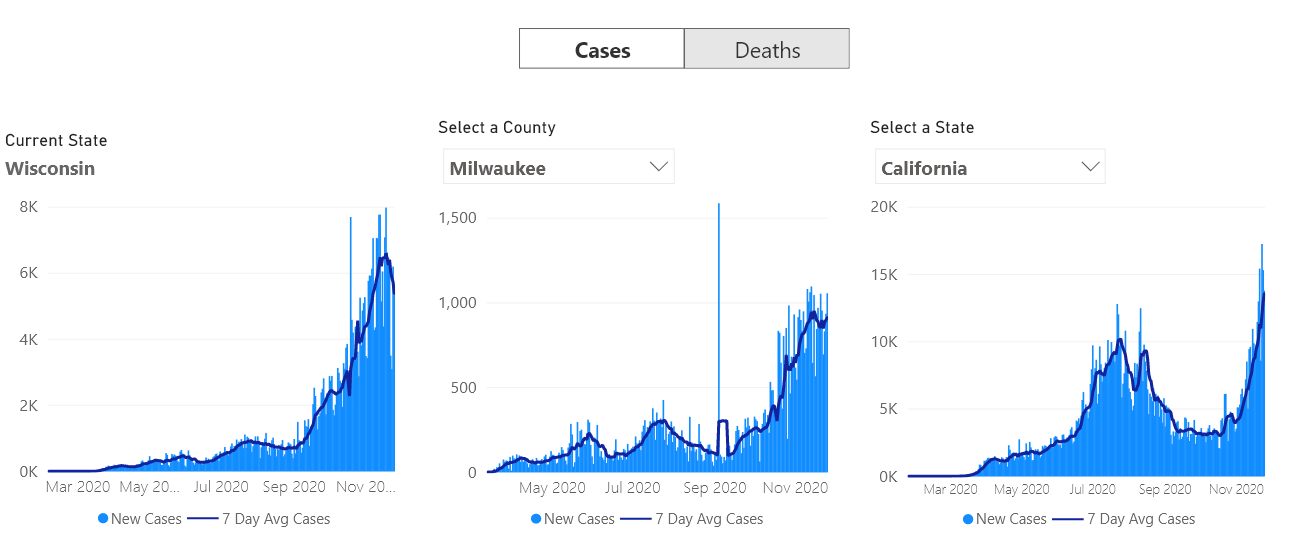 Cases Deaths
Current State
Wisconsin
8K
6K
4K
2K
0K
Mar 2020 May 20... Jul 2020 Sep 2020 Nov 20...
New Cases 7 Day Avg Cases
Select a County
Milwaukee
1,500
1,000
500
0
May 2020 Jul 2020 Sep 2020 Nov 2020
New Cases 7 Day Avg Cases
Select a State
California
20K
15K
10K
5K
0K
Mar 2020 May 2020 Jul 2020 Sep 2020 Nov 2020
New Cases 7 Day Avg Cases